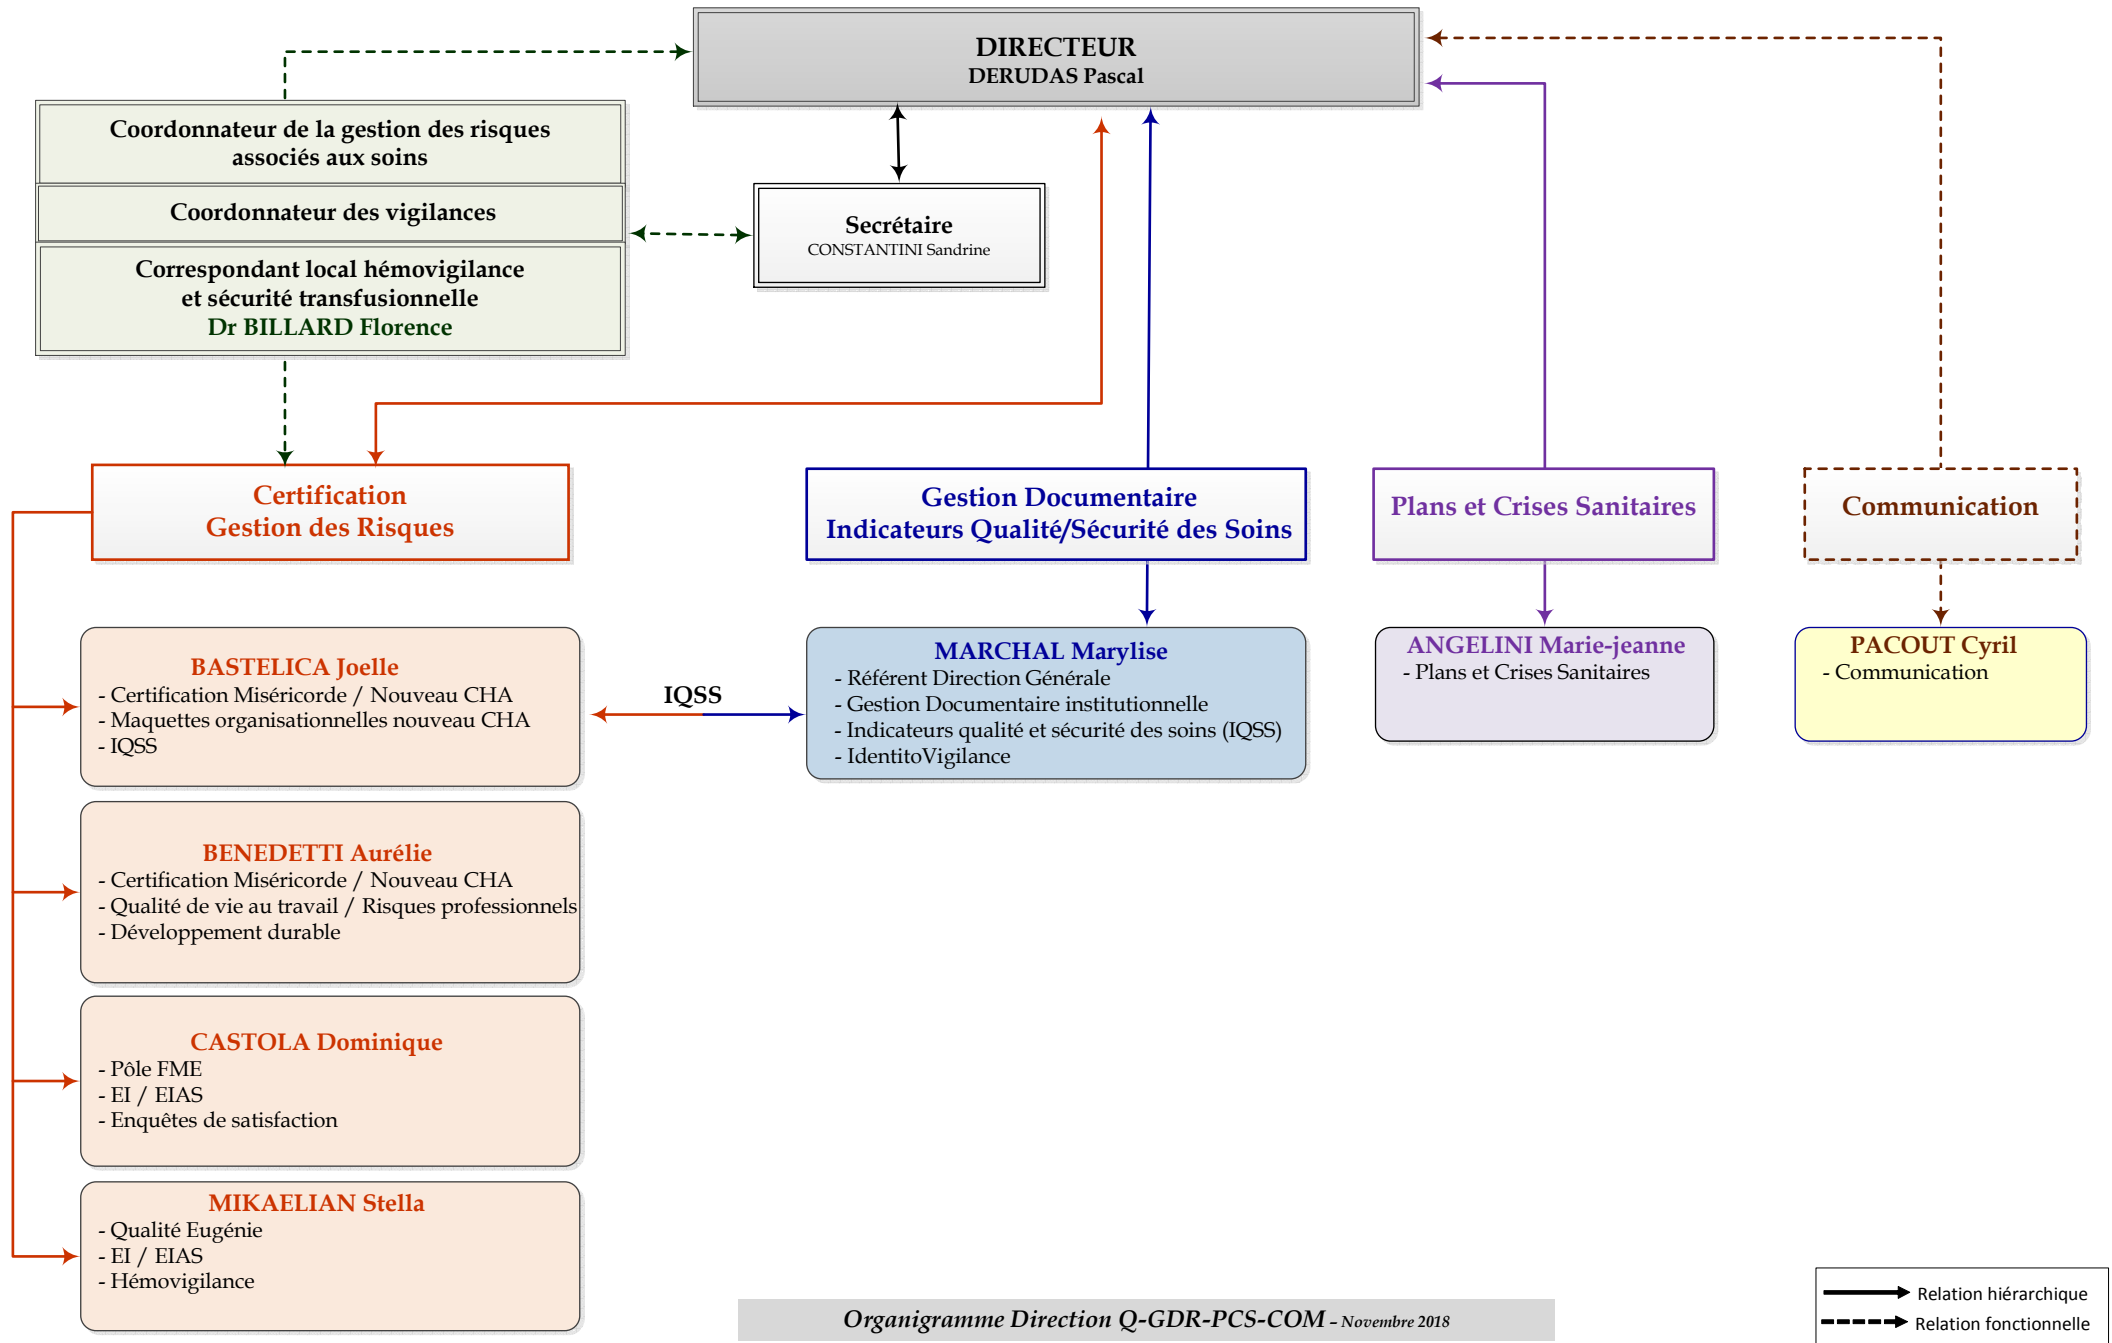 DIRECTEUR
DERUDAS Pascal
Coordonnateur de la gestion des risques
associés aux soins
Coordonnateur des vigilances
Correspondant local hémovigilance
et sécurité transfusionnelle
Dr BILLARD Florence
Secrétaire
CONSTANTINI Sandrine
Certification
Gestion des Risques
Gestion Documentaire
Indicateurs Qualité/Sécurité des Soins
Plans et Crises Sanitaires
Communication
BASTELICA Joelle
- Certification Miséricorde / Nouveau CHA
- Maquettes organisationnelles nouveau CHA
- IQSS
IQSS
MARCHAL Marylise
- Référent Direction Générale
- Gestion Documentaire institutionnelle
- Indicateurs qualité et sécurité des soins (IQSS)
- IdentitoVigilance
ANGELINI Marie-jeanne
- Plans et Crises Sanitaires
PACOUT Cyril
- Communication
BENEDETTI Aurélie
- Certification Miséricorde / Nouveau CHA
- Qualité de vie au travail / Risques professionnels
- Développement durable
CASTOLA Dominique
- Pôle FME
- EI / EIAS
- Enquêtes de satisfaction
MIKAELIAN Stella
- Qualité Eugénie
- EI / EIAS
- Hémovigilance
Organigramme Direction Q-GDR-PCS-COM – Novembre 2018
Relation hiérarchique
Relation fonctionnelle